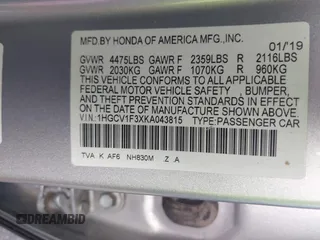 MFD. BY HONDA OF AMERICA MFG.,INC. 01/19
GVWR 4475LBS GAWR F 2359LBS R 2116LBS
GVWR 2030KG GAWR F 1070KG R 960KG
THIS VEHICLE CONFORMS TO ALL APPLICABLE
FEDERAL MOTOR VEHICLE SAFETY , BUMPER,
AND THEFT PREVENTION STANDARDS IN EFFECT
ON THE DATE OF MANUFACTURE SHOWN ABOVE.
V.I.N.:1HGCV1F3XKA043815 TYPE:PASSENGER CAR
TVA K AF6 NH830M Z A
DREAMBID